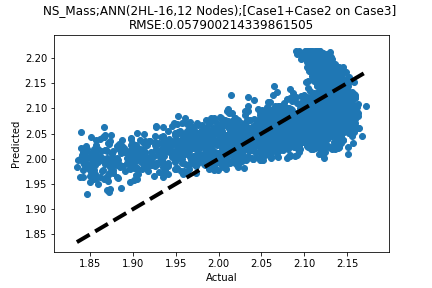 NS_Mass;ANN(2HL-16,12 Nodes);[Case1+Case2 on Case3]
RMSE:0.057900214339861505
2.20
2.15
2.10
2.05
2.00
1.95
1.90
1.85
Predicted
1.85 1.90 1.95 2.00 2.05 2.10 2.15
Actual